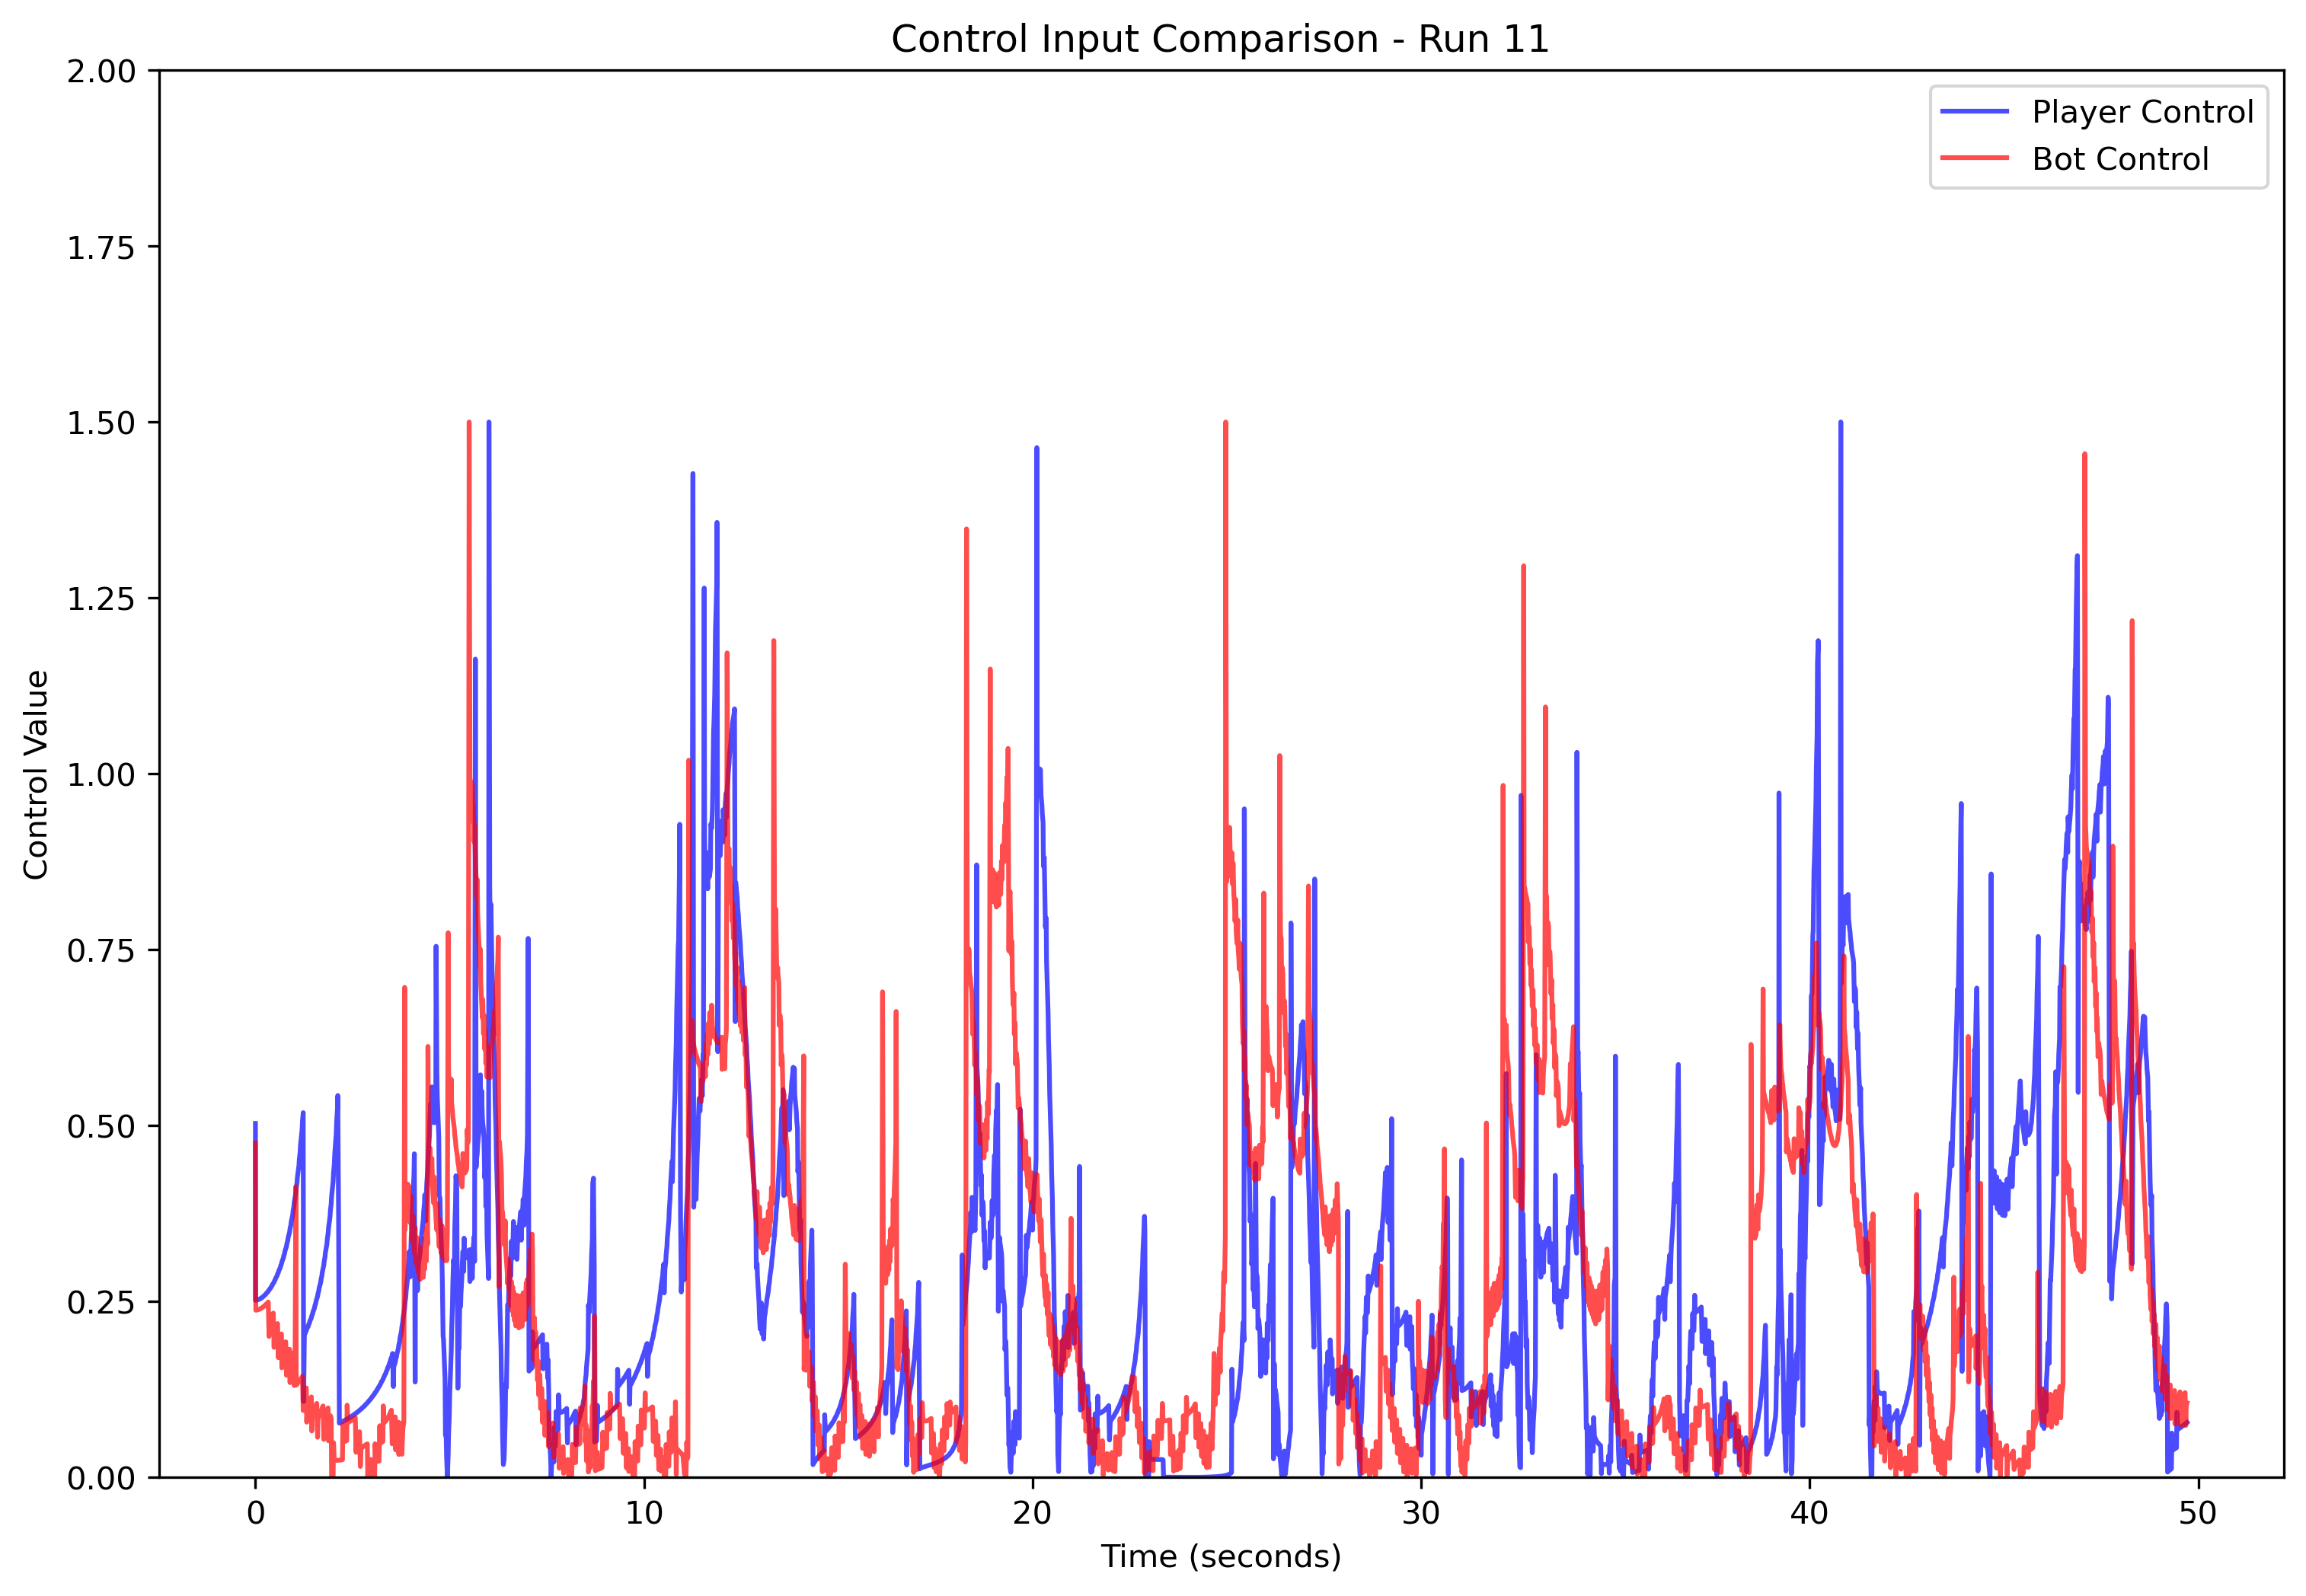 Control Input Comparison - Run 11
2.00
1.75
1.50
1.25
1.00
0.75
0.50
0.25
0.00
Control Value
Player Control
Bot Control
0 10 20 30 40 50
Time (seconds)